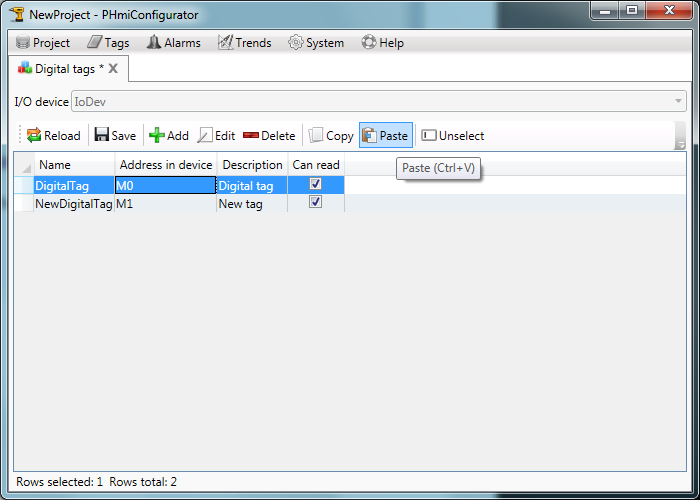 NewProject - PHmiConfigurator
Project Tags Alarms Trends System Help
Digital tags *
I/O device IoDev
Reload Save Add Edit Delete Copy Paste Unselect
Name Address in device Description Can read
Paste (Ctrl+V)
DigitalTag M0 Digital tag
NewDigitalTag M1 New tag
Rows selected: 1 Rows total: 2